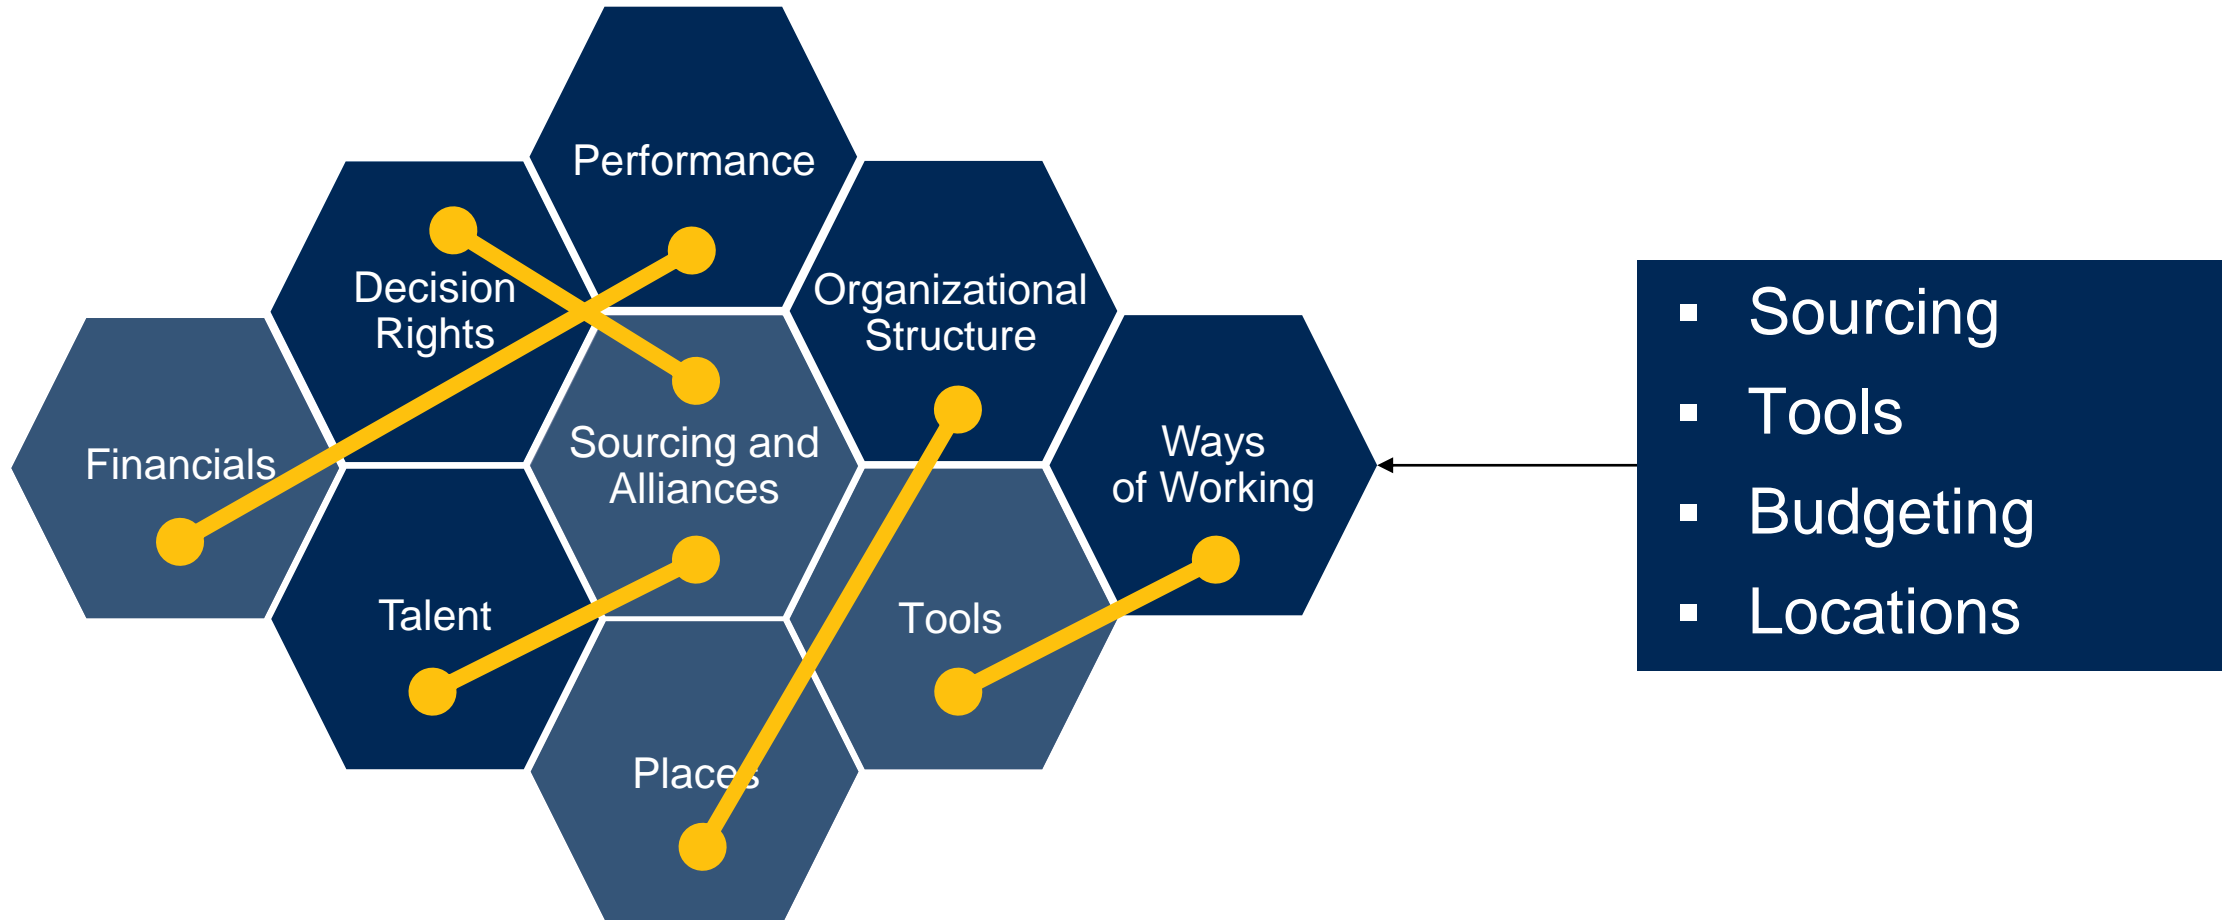 Performance
Decision
Rights
Organizational
Structure
Financials
Sourcing and
Alliances
Ways
of Working
Talent
Tools
Places
▪ Sourcing
▪ Tools
▪ Budgeting
▪ Locations